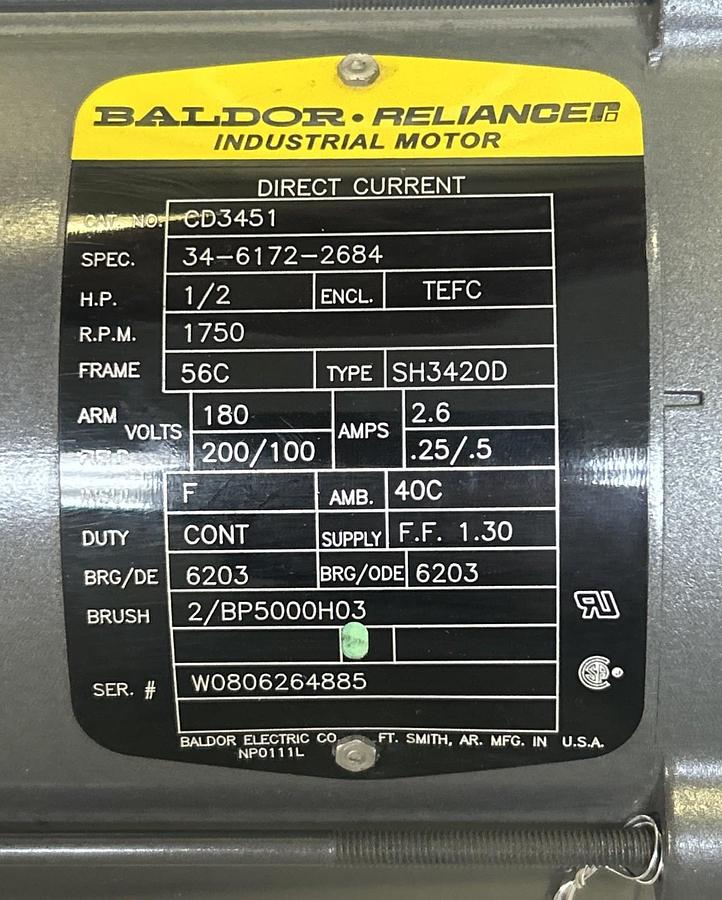 BALDOR • RELIANCE
INDUSTRIAL MOTOR
DIRECT CURRENT
CAT. NO. CD3451
SPEC. 34-6172-2684
H.P. 1/2 ENCL. TEFC
R.P.M. 1750
FRAME 56C TYPE SH3420D
ARM VOLTS 180 AMPS 2.6
FIELD 200/100 .25/.5
F AMB. 40C
DUTY CONT SUPPLY F.F. 1.30
BRG/DE 6203 BRG/ODE 6203
BRUSH 2/BP5000H03
SER. # W0806264885
BALDOR ELECTRIC CO FT. SMITH, AR. MFG. IN U.S.A.
NP0111L